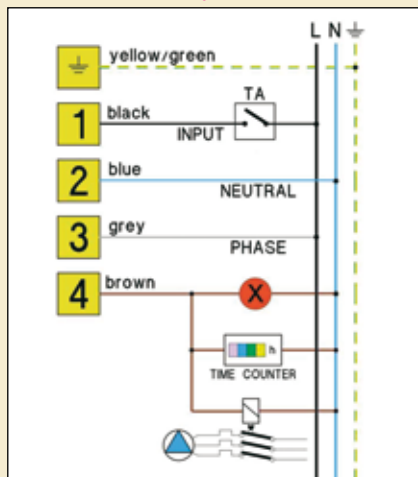 L N
yellow/green
1 black TA
INPUT
2 blue
NEUTRAL
3 grey
PHASE
4 brown X
h
TIME COUNTER